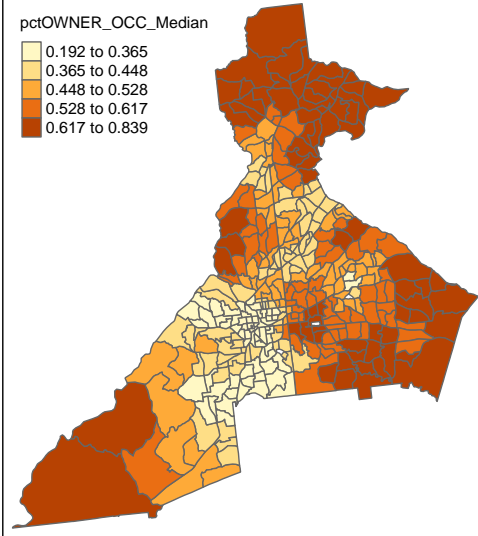 pctOWNER_OCC_Median
0.192 to 0.365
0.365 to 0.448
0.448 to 0.528
0.528 to 0.617
0.617 to 0.839